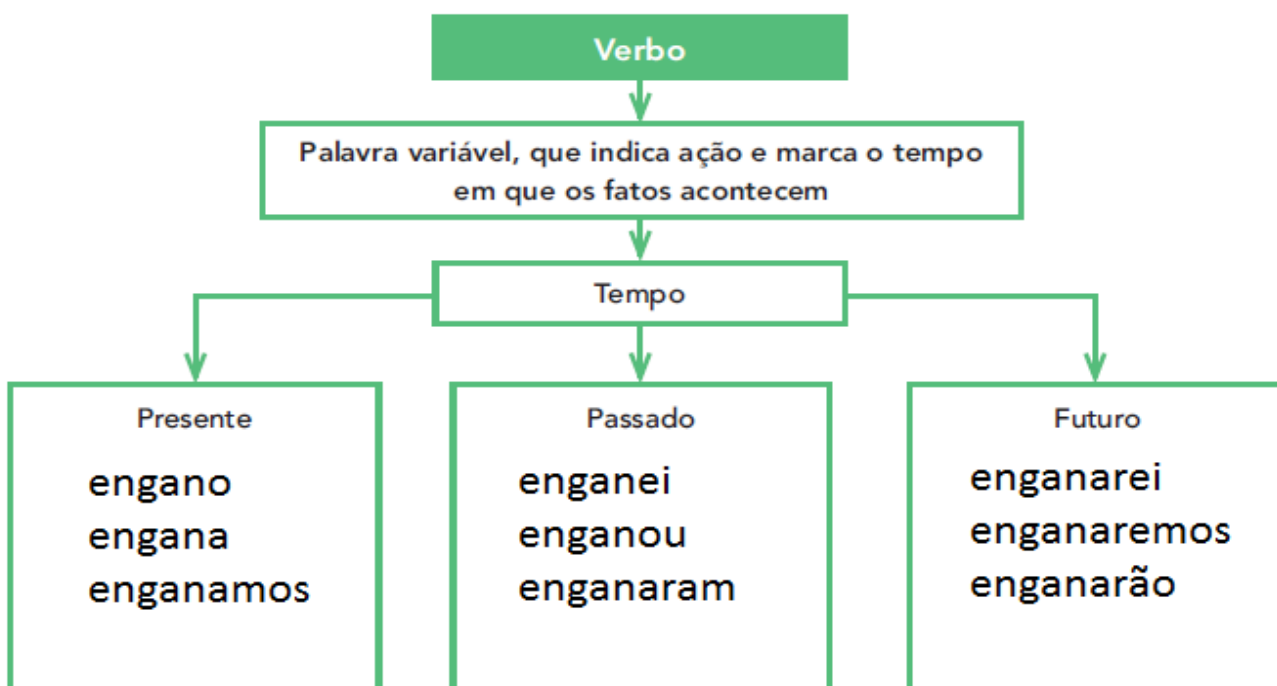 Verbo
Palavra variável, que indica ação e marca o tempo
em que os fatos acontecem
Tempo
Presente
engano
engana
enganamos
Passado
enganei
enganou
enganaram
Futuro
enganarei
enganaremos
enganarão